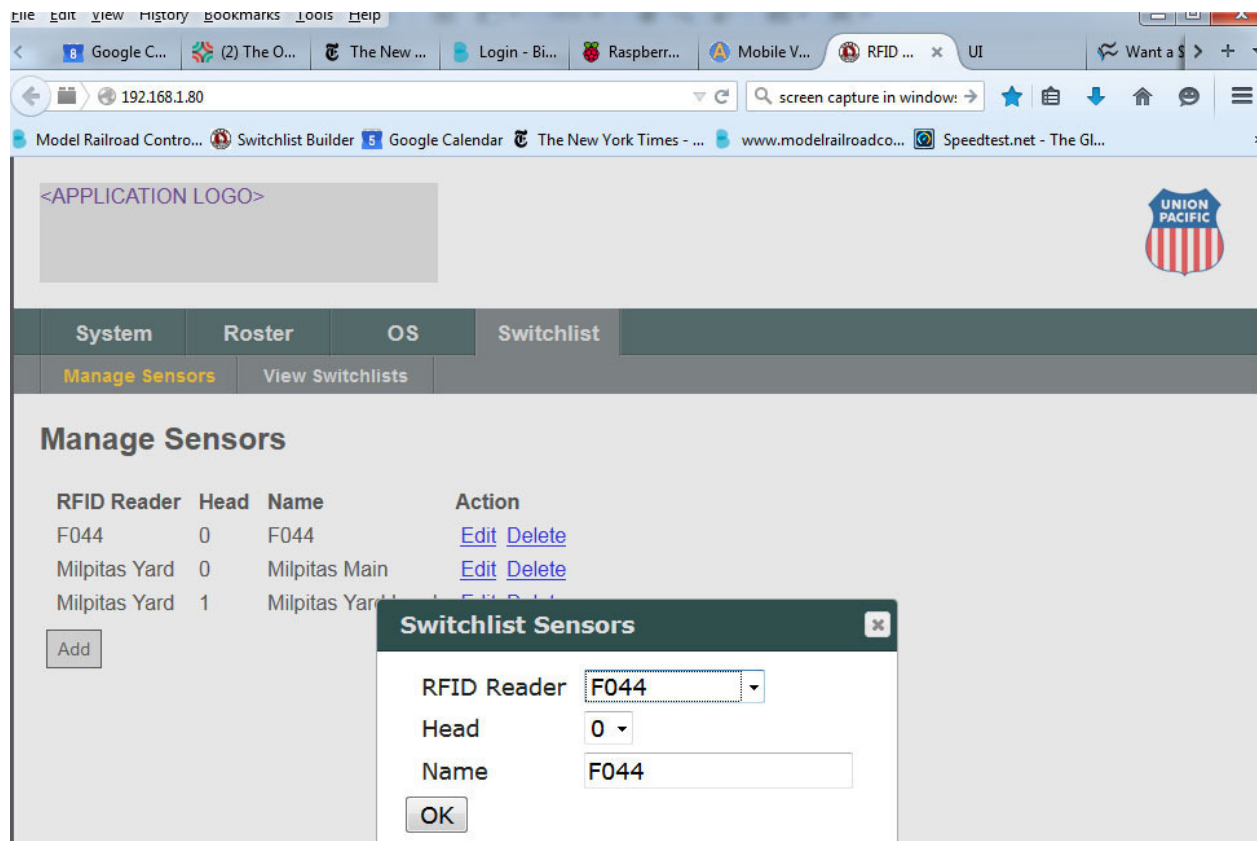 File Edit View History Bookmarks Tools Help
Google C... (2) The O... The New ... Login - Bi... Raspberr... Mobile V... RFID ... UI Want a $
192.168.1.80 screen capture in window:
Model Railroad Contro... Switchlist Builder Google Calendar The New York Times - ... www.modelrailroadco... Speedtest.net - The Gl...
<APPLICATION LOGO>
UNION
PACIFIC
System Roster OS Switchlist
Manage Sensors View Switchlists
Manage Sensors
RFID Reader Head Name Action
F044 0 F044 Edit Delete
Milpitas Yard 0 Milpitas Main Edit Delete
Milpitas Yard 1 Milpitas Yard Edit Delete
Add
Switchlist Sensors
RFID Reader F044
Head 0
Name F044
OK